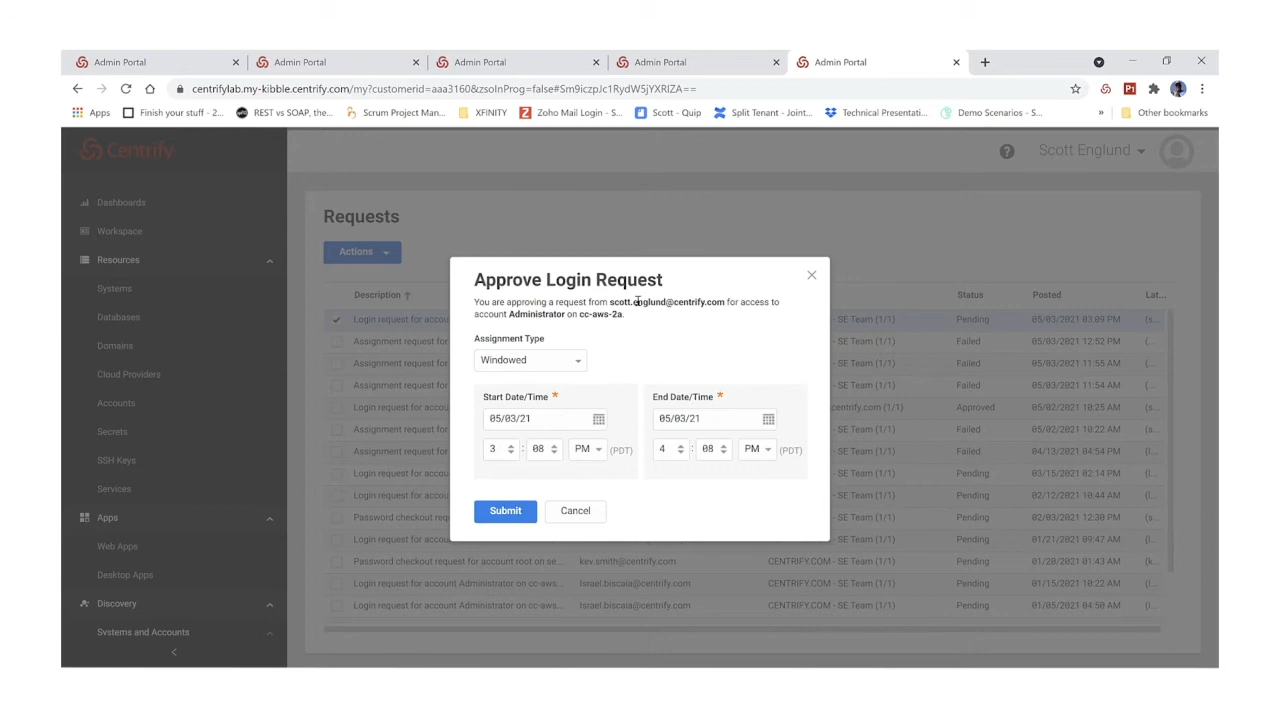 Admin Portal Admin Portal Admin Portal Admin Portal Admin Portal
centrifylab.my-kibble.centrify.com/my?customerid=aaa3160&zsoInProg=false#Sm9iczpJc1RydW5jYXRlZA==
Apps Finish your stuff - 2... REST vs SOAP, the... Scrum Project Man... XFINITY Zoho Mail Login - S... Scott - Quip Split Tenant - Joint... Technical Presentati... Demo Scenarios - S... » Other bookmarks
Centrify
Scott Englund
Dashboards
Workspace
Resources
Systems
Databases
Domains
Cloud Providers
Accounts
Secrets
SSH Keys
Services
Apps
Web Apps
Desktop Apps
Discovery
Systems and Accounts
Requests
Actions
Description Status Posted Lat...
Login request for accou - SE Team (1/1) Pending 05/03/2021 03:09 PM (s...
Assignment request for - SE Team (1/1) Failed 05/03/2021 12:52 PM (...
Assignment request for - SE Team (1/1) Failed 05/03/2021 11:55 AM (...
Assignment request for - SE Team (1/1) Failed 05/03/2021 11:54 AM (...
Login request for accou centrify.com (1/1) Approved 05/02/2021 10:25 AM (s...
Assignment request for - SE Team (1/1) Failed 05/02/2021 10:22 AM (...
Assignment request for - SE Team (1/1) Failed 04/13/2021 04:54 PM (...
Login request for accou - SE Team (1/1) Pending 03/15/2021 02:14 PM (l...
Login request for accou - SE Team (1/1) Pending 02/12/2021 10:44 AM (l...
Password checkout req - SE Team (1/1) Pending 02/03/2021 12:30 PM (s...
Login request for accou - SE Team (1/1) Pending 01/21/2021 09:47 AM (l...
Password checkout request for account root on se... kev.smith@centrify.com CENTRIFY.COM - SE Team (1/1) Pending 01/20/2021 01:43 AM (k...
Login request for account Administrator on cc-aws... Israel.biscaia@centrify.com CENTRIFY.COM - SE Team (1/1) Pending 01/15/2021 10:22 AM (I...
Login request for account Administrator on cc-aws... Israel.biscaia@centrify.com CENTRIFY.COM - SE Team (1/1) Pending 01/05/2021 04:50 AM (I...
Approve Login Request
You are approving a request from scott.englund@centrify.com for access to
account Administrator on cc-aws-2a.
Assignment Type
Windowed
Start Date/Time * End Date/Time *
05/03/21 05/03/21
3 : 08 PM (PDT) 4 : 08 PM (PDT)
Submit Cancel